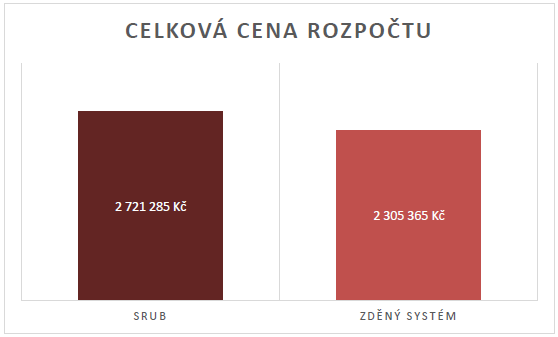 CELKOVÁ CENA ROZPOČTU
2 721 285 Kč
2 305 365 Kč
SRUB
ZDĚNÝ SYSTÉM